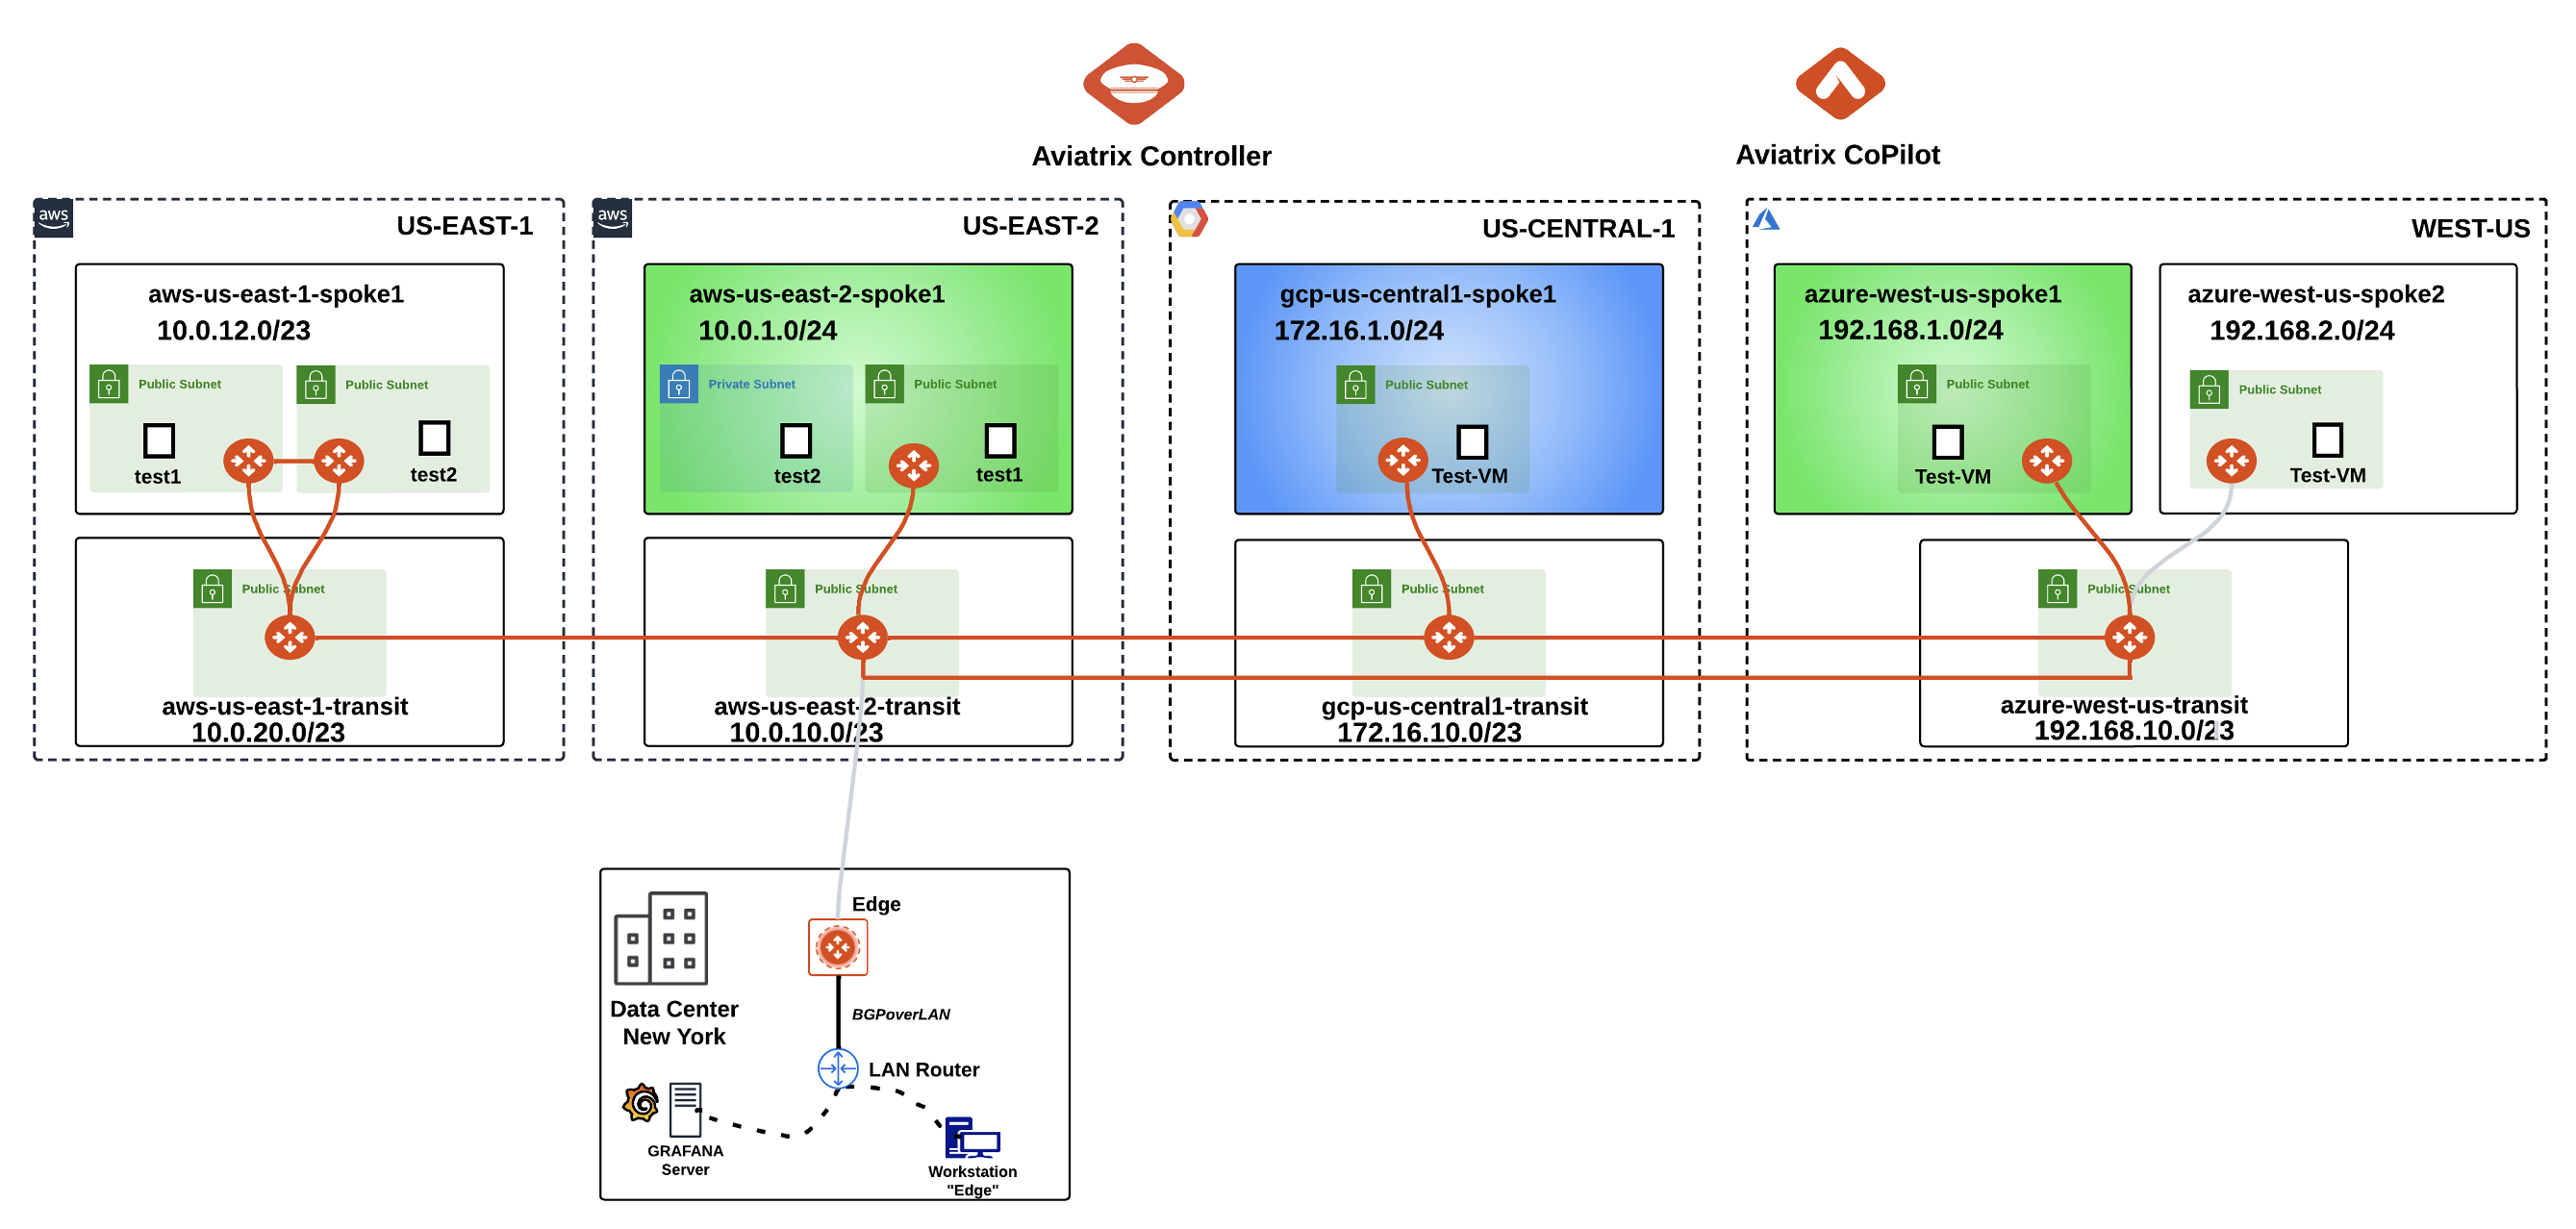 Aviatrix Controller
Aviatrix CoPilot
aws
US-EAST-1
aws-us-east-1-spoke1
10.0.12.0/23
Public Subnet
Public Subnet
test1
test2
Public Subnet
aws-us-east-1-transit
10.0.20.0/23
aws
US-EAST-2
aws-us-east-2-spoke1
10.0.1.0/24
Private Subnet
Public Subnet
test2
test1
Public Subnet
aws-us-east-2-transit
10.0.10.0/23
US-CENTRAL-1
gcp-us-central1-spoke1
172.16.1.0/24
Public Subnet
Test-VM
Public Subnet
gcp-us-central1-transit
172.16.10.0/23
WEST-US
azure-west-us-spoke1
192.168.1.0/24
Public Subnet
Test-VM
azure-west-us-spoke2
192.168.2.0/24
Public Subnet
Test-VM
Public Subnet
azure-west-us-transit
192.168.10.0/23
Edge
Data Center
New York
BGPoverLAN
LAN Router
GRAFANA
Server
Workstation
"Edge"